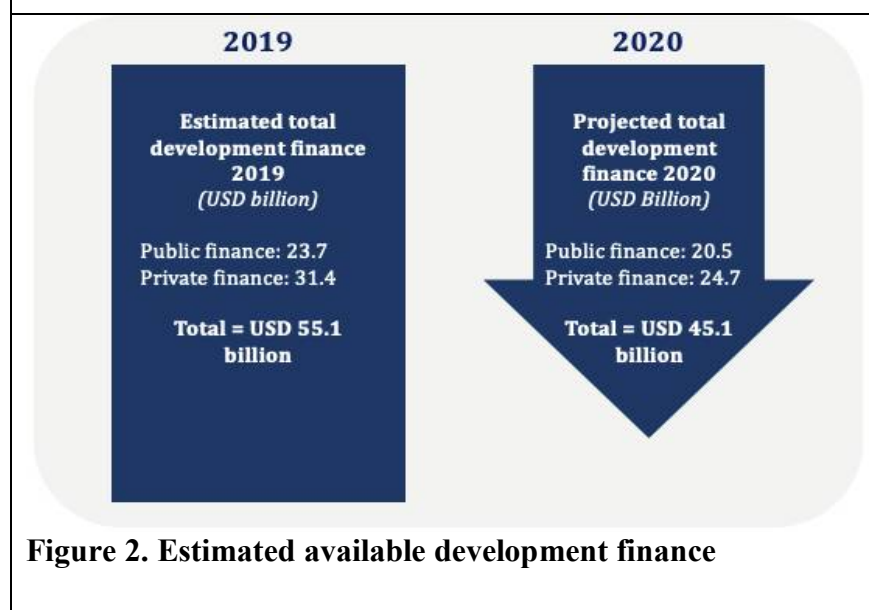 2019
Estimated total
development finance
2019
(USD billion)
Public finance: 23.7
Private finance: 31.4
Total = USD 55.1
billion
2020
Projected total
development
finance 2020
(USD Billion)
Public finance: 20.5
Private finance: 24.7
Total = USD 45.1
billion
Figure 2. Estimated available development finance